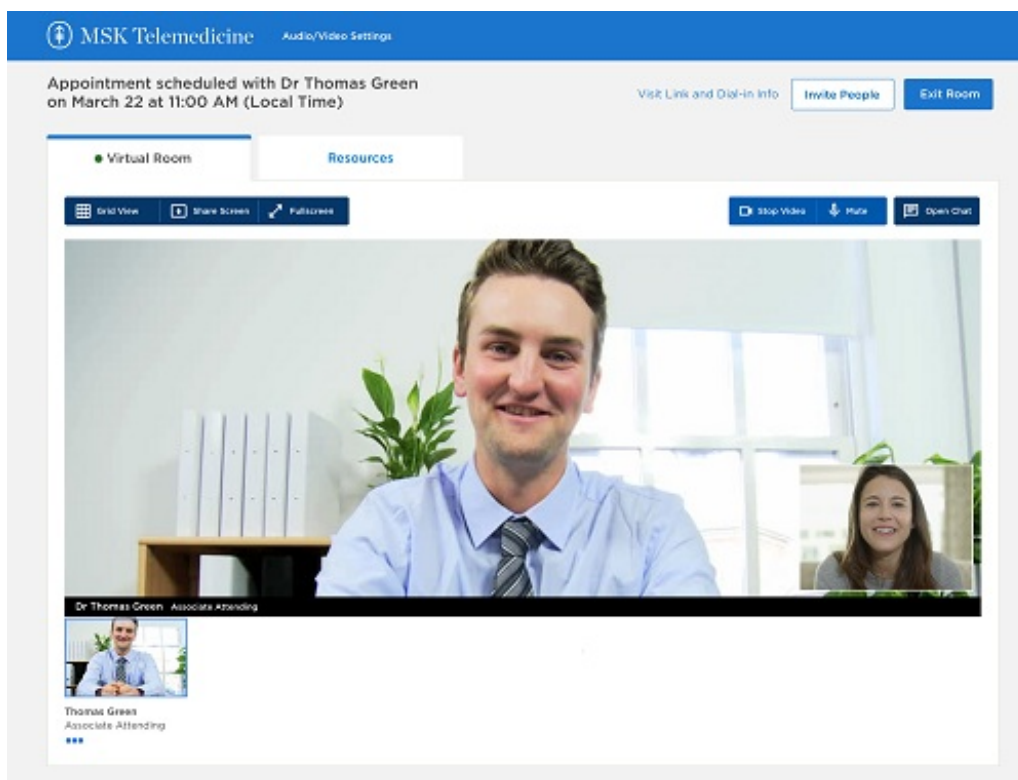 MSK Telemedicine
Audio/Video Settings
Appointment scheduled with Dr Thomas Green
on March 22 at 11:00 AM (Local Time)
Visit Link and Dial-in Info
Invite People
Exit Room
Virtual Room
Resources
Grid View
Share Screen
Fullscreen
Stop Video
Mute
Open Chat
Dr Thomas Green Associate Attending
Thomas Green
Associate Attending